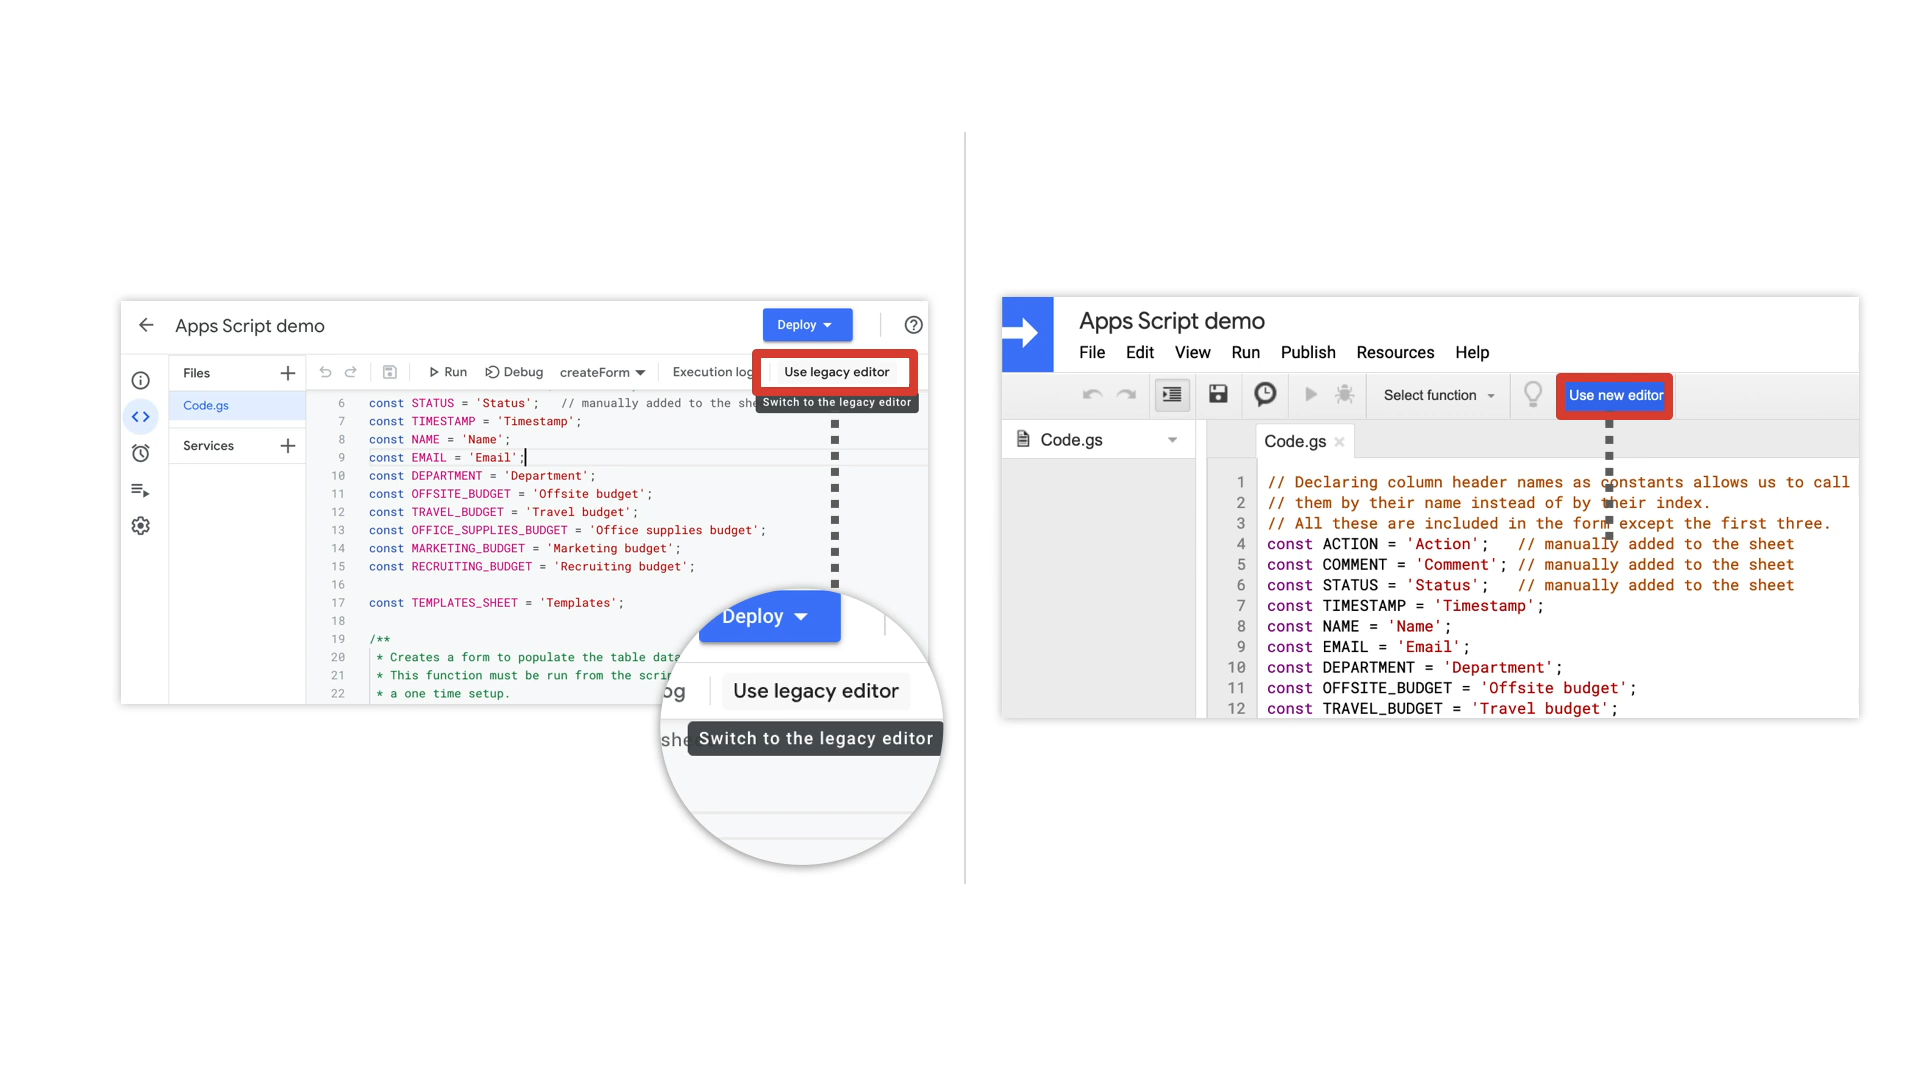 Apps Script demo
Deploy
Files
Run
Debug
createForm
Execution log
Use legacy editor
Switch to the legacy editor
Code.gs
Services
6 const STATUS = 'Status'; // manually added to the
7 const TIMESTAMP = 'Timestamp';
8 const NAME = 'Name';
9 const EMAIL = 'Email';
10 const DEPARTMENT = 'Department';
11 const OFFSITE_BUDGET = 'Offsite budget';
12 const TRAVEL_BUDGET = 'Travel budget';
13 const OFFICE_SUPPLIES_BUDGET = 'Office supplies budget';
14 const MARKETING_BUDGET = 'Marketing budget';
15 const RECRUITING_BUDGET = 'Recruiting budget';
16
17 const TEMPLATES_SHEET = 'Templates';
18
19 /**
20 * Creates a form to populate the table data
21 * This function must be run from the scrip
22 * a one time setup.
Deploy
og
Use legacy editor
she
Switch to the legacy editor
Apps Script demo
File Edit View Run Publish Resources Help
Select function
Use new editor
Code.gs
Code.gs
1 // Declaring column header names as constants allows us to call
2 // them by their name instead of by their index.
3 // All these are included in the form except the first three.
4 const ACTION = 'Action'; // manually added to the sheet
5 const COMMENT = 'Comment'; // manually added to the sheet
6 const STATUS = 'Status'; // manually added to the sheet
7 const TIMESTAMP = 'Timestamp';
8 const NAME = 'Name';
9 const EMAIL = 'Email';
10 const DEPARTMENT = 'Department';
11 const OFFSITE_BUDGET = 'Offsite budget';
12 const TRAVEL_BUDGET = 'Travel budget';